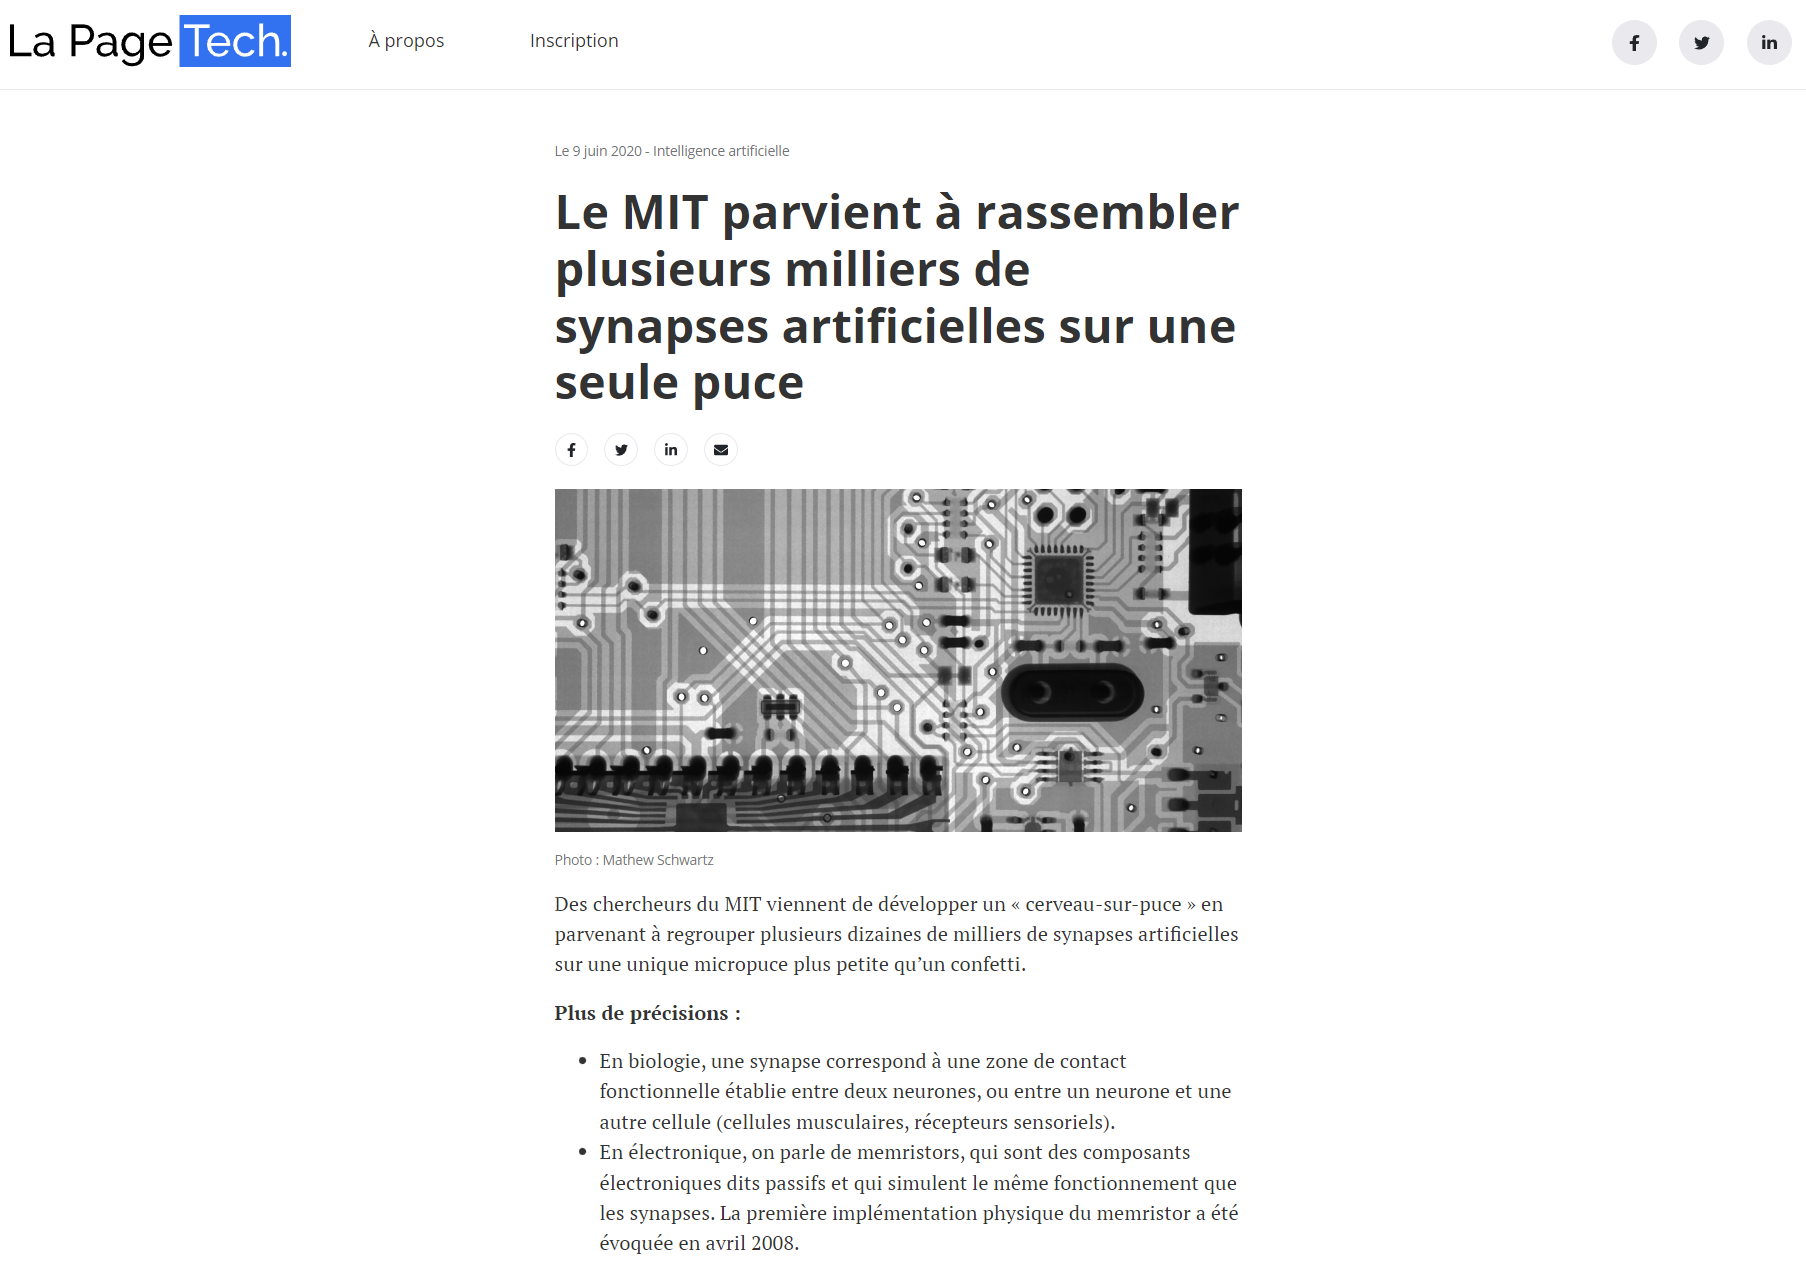 La Page Tech.
À propos
Inscription
Le 9 juin 2020 - Intelligence artificielle
Le MIT parvient à rassembler
plusieurs milliers de
synapses artificielles sur une
seule puce
Photo : Mathew Schwartz
Des chercheurs du MIT viennent de développer un « cerveau-sur-puce » en
parvenant à regrouper plusieurs dizaines de milliers de synapses artificielles
sur une unique micropuce plus petite qu’un confetti.
Plus de précisions :
• En biologie, une synapse correspond à une zone de contact
fonctionnelle établie entre deux neurones, ou entre un neurone et une
autre cellule (cellules musculaires, récepteurs sensoriels).
• En électronique, on parle de memristors, qui sont des composants
électroniques dits passifs et qui simulent le même fonctionnement que
les synapses. La première implémentation physique du memristor a été
évoquée en avril 2008.